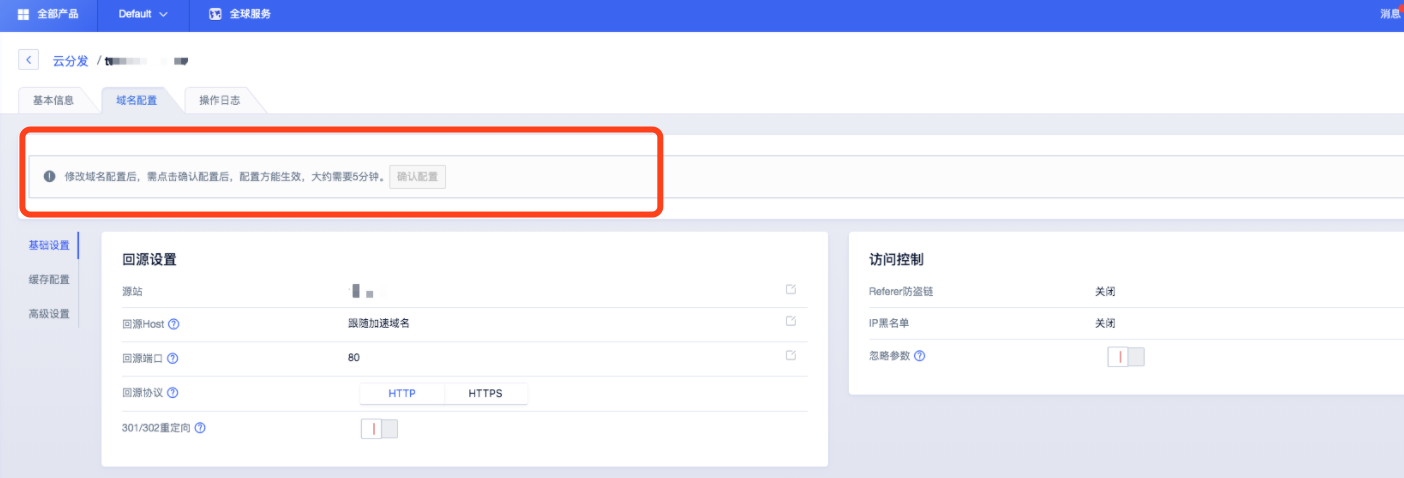 全部产品 Default 全球服务 消息
云分发 /
基本信息 域名配置 操作日志
修改域名配置后，需点击确认配置后，配置方能生效，大约需要5分钟。 确认配置
基础设置
缓存配置
高级设置
回源设置
源站
回源Host 跟随加速域名
回源端口 80
回源协议 HTTP HTTPS
301/302重定向
访问控制
Referer防盗链 关闭
IP黑名单 关闭
忽略参数